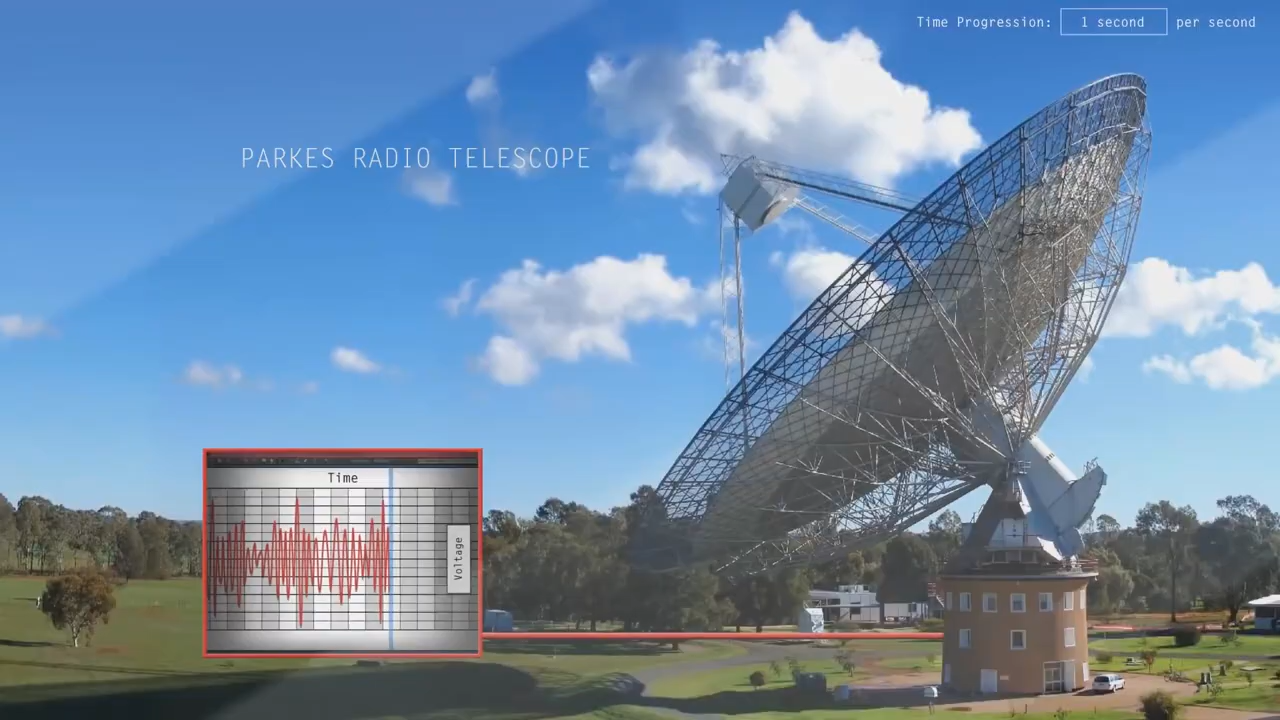 Time Progression: 1 second per second
PARKES RADIO TELESCOPE
Time
Voltage